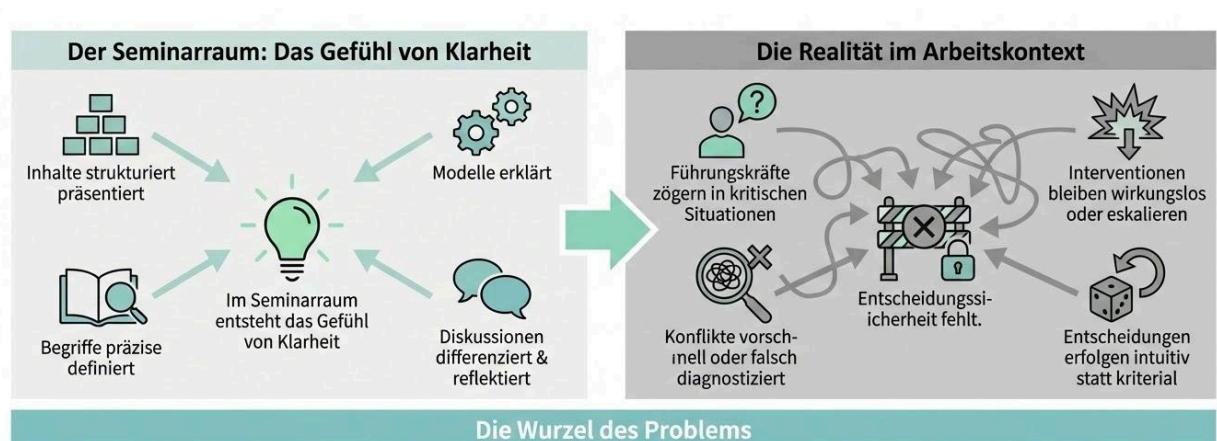 Der Seminarraum: Das Gefühl von Klarheit
Inhalte strukturiert
präsentiert
Modelle erklärt
Im Seminarraum
entsteht das Gefühl
von Klarheit
Begriffe präzise
definiert
Diskussionen
differenziert &
reflektiert
Die Realität im Arbeitskontext
?
Führungskräfte
zögern in kritischen
Situationen
Interventionen
bleiben wirkungslos
oder eskalieren
Entscheidungssi-
icherheit fehlt.
Konflikte vorsch-
ınell oder falsch
diagnostiziert
Entscheidungen
erfolgen intuitiv
statt kriterial
Die Wurzel des Problems